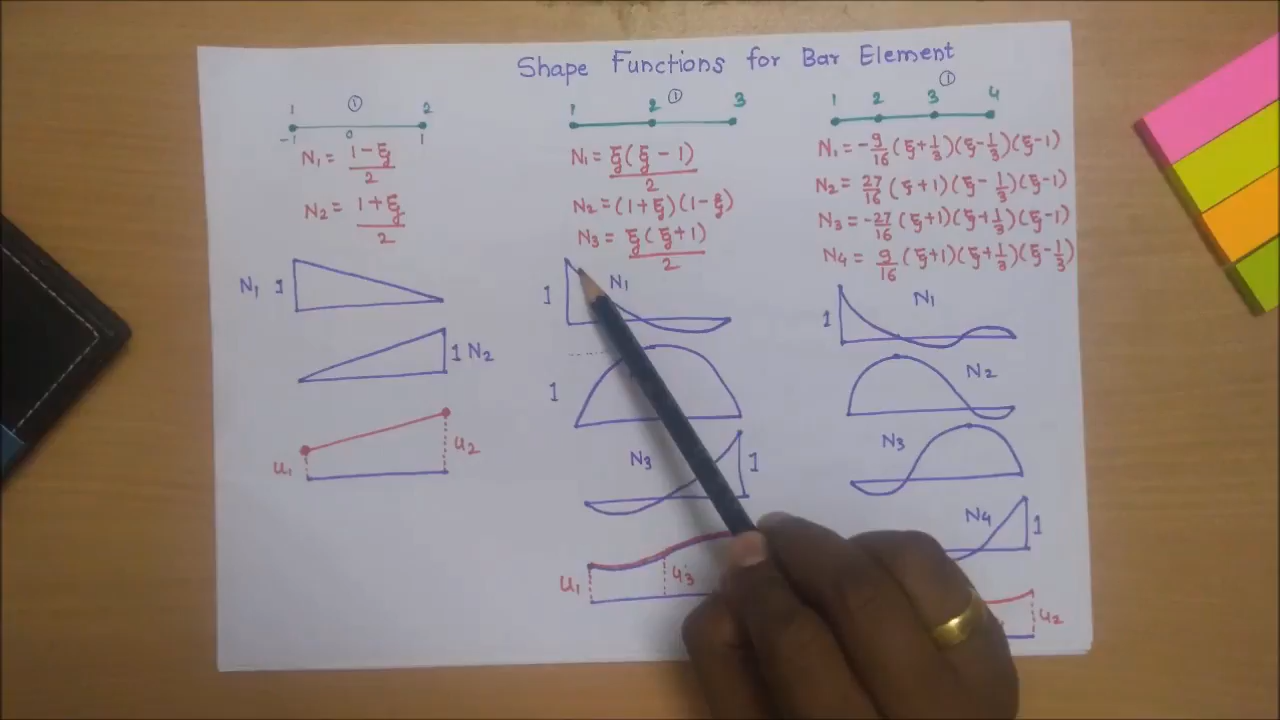 Shape Functions for Bar Element
1 ① 2
-1 0 1
N₁ = 1-ξ/2
N₂ = 1+ξ/2
N₁ 1
1 N₂
u₁ u₂
1 2 ① 3
N₁ = ξ(ξ-1)/2
N₂ = (1+ξ)(1-ξ)
N₃ = ξ(ξ+1)/2
1 N₁
1
N₃ 1
u₁ u₃
①
1 2 3 4
N₁ = -9/16 (ξ+1/3)(ξ-1/3)(ξ-1)
N₂ = 27/16 (ξ+1)(ξ-1/3)(ξ-1)
N₃ = -27/16 (ξ+1)(ξ+1/3)(ξ-1)
N₄ = 9/16 (ξ+1)(ξ+1/3)(ξ-1/3)
1 N₁
N₂
N₃
N₄ 1
u₂